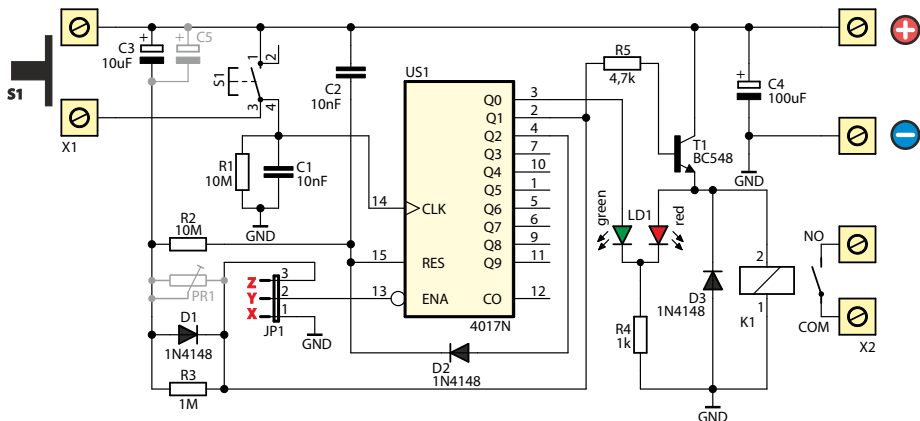 S1
X1
C3
10uF
+
C5
+
S1
1
2
3
4
C2
10nF
R1
10M
C1
10nF
GND
US1
14
CLK
15
RES
13
ENA
Q0
3
Q1
2
Q2
4
Q3
7
Q4
10
Q5
1
Q6
5
Q7
6
Q8
9
Q9
11
CO
12
4017N
R2
10M
PR1
D1
1N4148
R3
1M
Z
3
Y
2
X
1
JP1
GND
D2
1N4148
R5
4,7k
T1
BC548
green
LD1
red
R4
1k
D3
1N4148
GND
2
1
K1
+
C4
100uF
GND
+
−
NO
COM
X2